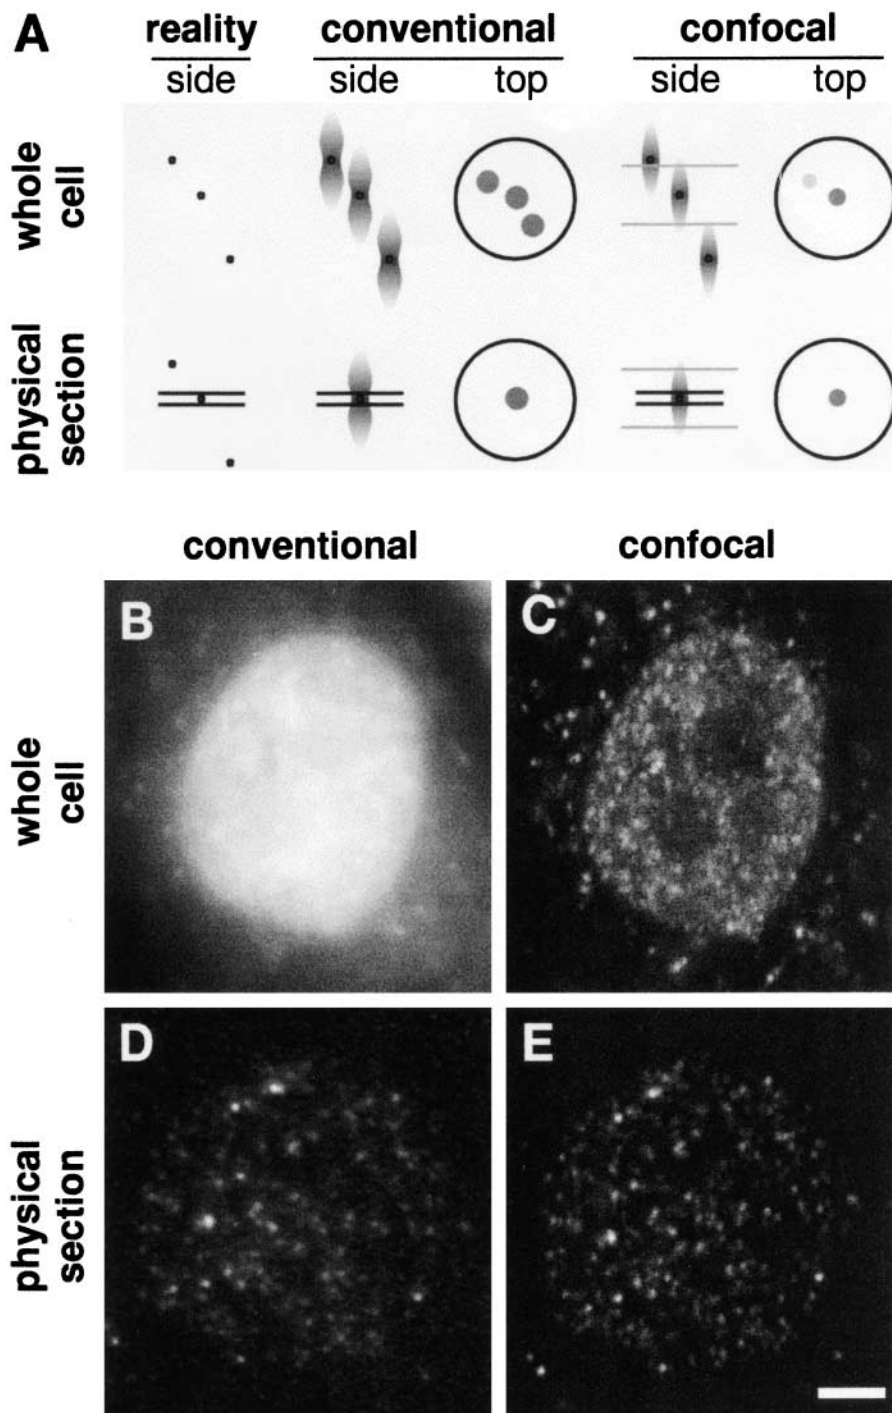 A
reality conventional confocal
side side top side top
whole
cell
physical
section
conventional confocal
whole
cell
B C
physical
section
D E